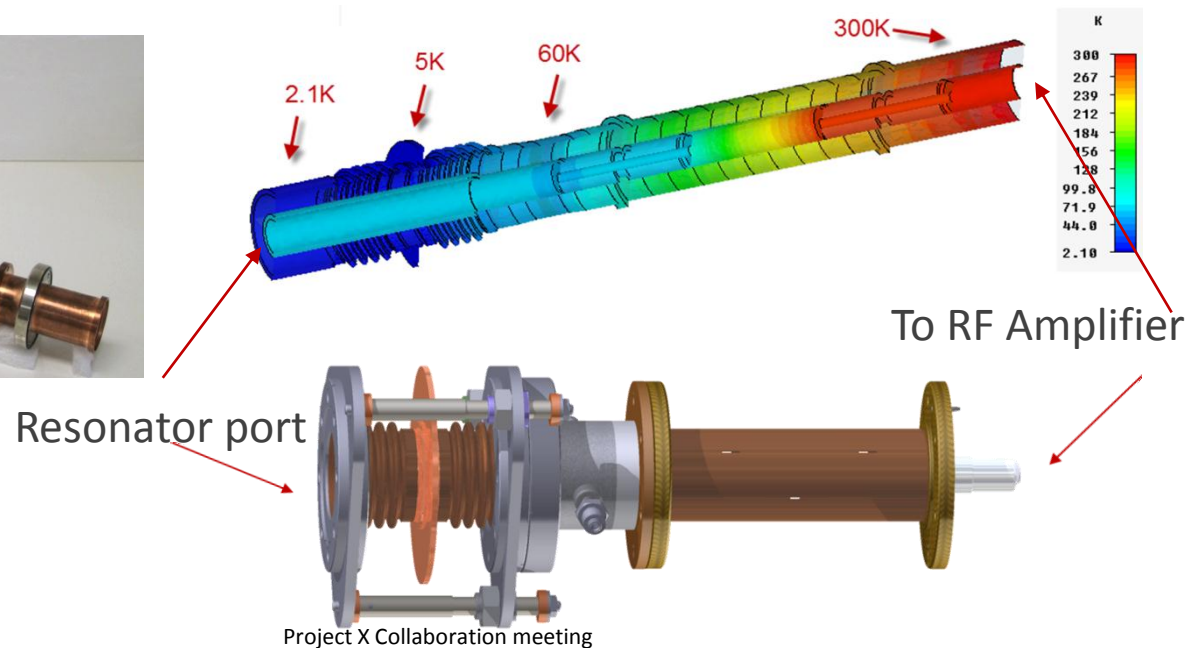 K
300K
60K
5K
2.1K
300
267
239
212
184
156
128
99.8
71.9
44.0
2.10
To RF Amplifier
Resonator port
Project X Collaboration meeting